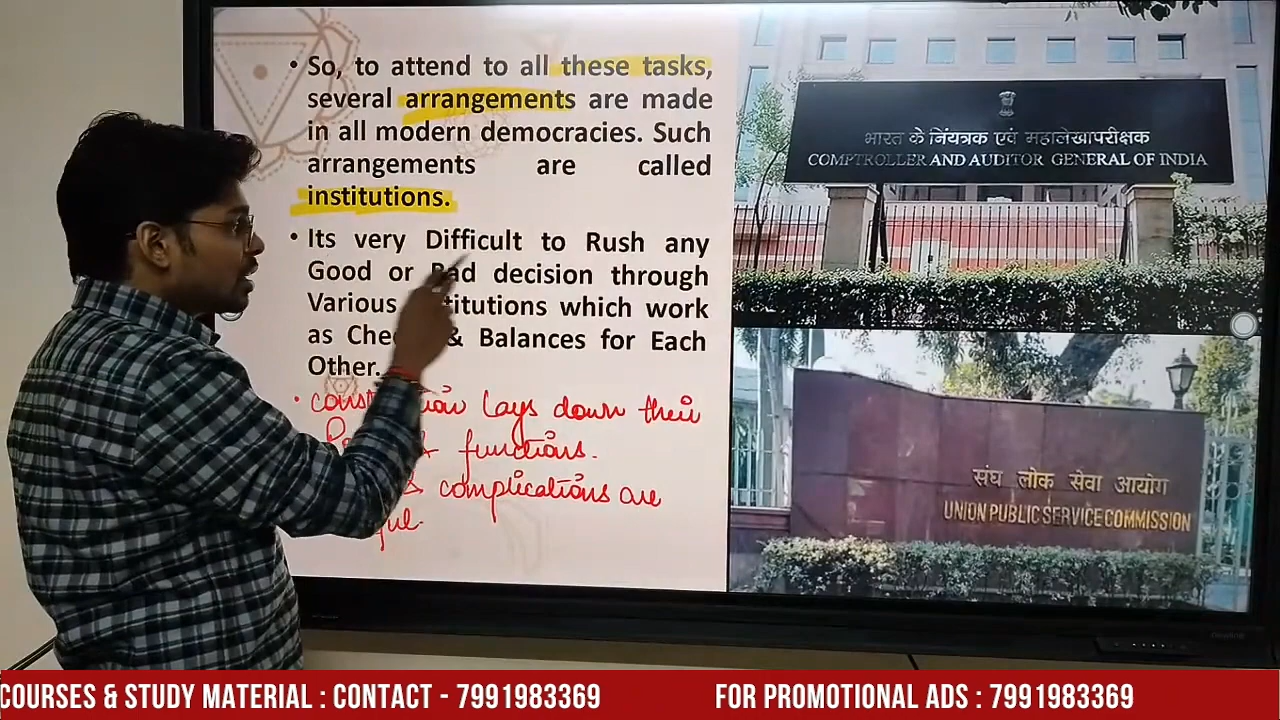 • So, to attend to all these tasks,
several arrangements are made
in all modern democracies. Such
arrangements are called
institutions.
• Its very Difficult to Rush any
Good or Bad decision through
Various which work
as & Balances for Each
Other.
• lays down their
& functions.
& complications are
भारत के नियंत्रक एवं महालेखापरीक्षक
COMPTROLLER AND AUDITOR GENERAL OF INDIA
संघ लोक सेवा आयोग
UNION PUBLIC SERVICE COMMISSION
COURSES & STUDY MATERIAL : CONTACT - 7991983369 FOR PROMOTIONAL ADS : 7991983369